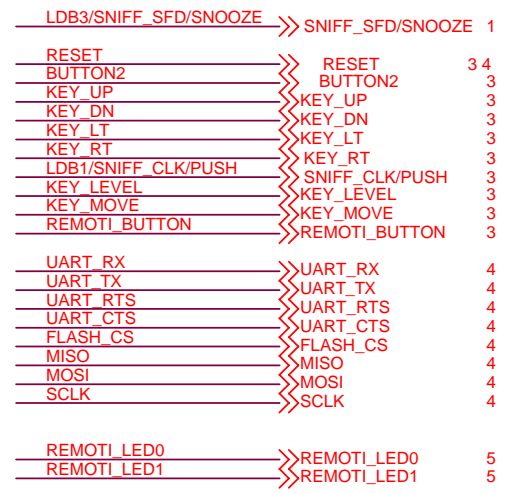 LDB3/SNIFF_SFD/SNOOZE SNIFF_SFD/SNOOZE 1
RESET RESET 3 4
BUTTON2 BUTTON2 3
KEY_UP KEY_UP 3
KEY_DN KEY_DN 3
KEY_LT KEY_LT 3
KEY_RT KEY_RT 3
LDB1/SNIFF_CLK/PUSH SNIFF_CLK/PUSH 3
KEY_LEVEL KEY_LEVEL 3
KEY_MOVE KEY_MOVE 3
REMOTI_BUTTON REMOTI_BUTTON 3
UART_RX UART_RX 4
UART_TX UART_TX 4
UART_RTS UART_RTS 4
UART_CTS UART_CTS 4
FLASH_CS FLASH_CS 4
MISO MISO 4
MOSI MOSI 4
SCLK SCLK 4
REMOTI_LED0 REMOTI_LED0 5
REMOTI_LED1 REMOTI_LED1 5